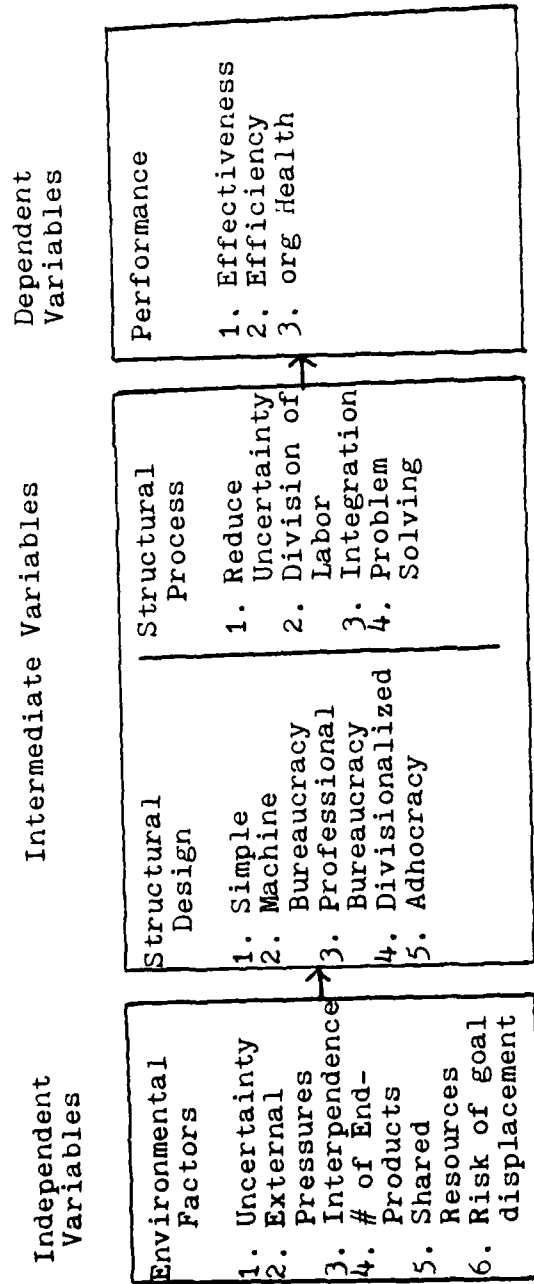 Independent
Variables
Environmental
Factors
1. Uncertainty
2. External
Pressures
3. Interpendence
4. # of End-
Products
5. Shared
Resources
6. Risk of goal
displacement
Intermediate Variables
Structural
Design
1. Simple
2. Machine
Bureaucracy
3. Professional
Bureaucracy
4. Divisionalized
5. Adhocracy
Structural
Process
1. Reduce
Uncertainty
2. Division of
Labor
3. Integration
4. Problem
Solving
Dependent
Variables
Performance
1. Effectiveness
2. Efficiency
3. org Health